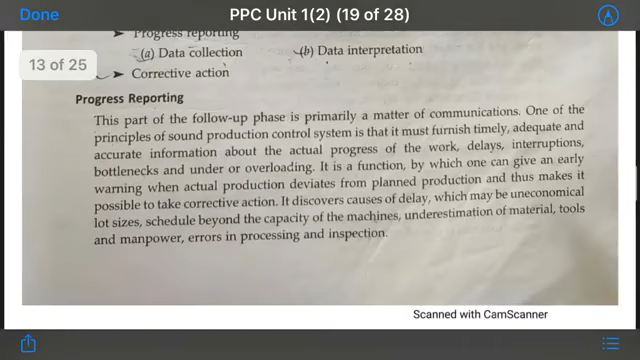 Done
PPC Unit 1(2) (19 of 28)
➤ Progress reporting
(a) Data collection (b) Data interpretation
13 of 25
➤ Corrective action
Progress Reporting
This part of the follow-up phase is primarily a matter of communications. One of the
principles of sound production control system is that it must furnish timely, adequate and
accurate information about the actual progress of the work, delays, interruptions,
bottlenecks and under or overloading. It is a function, by which one can give an early
warning when actual production deviates from planned production and thus makes it
possible to take corrective action. It discovers causes of delay, which may be uneconomical
lot sizes, schedule beyond the capacity of the machines, underestimation of material, tools
and manpower, errors in processing and inspection.
Scanned with CamScanner